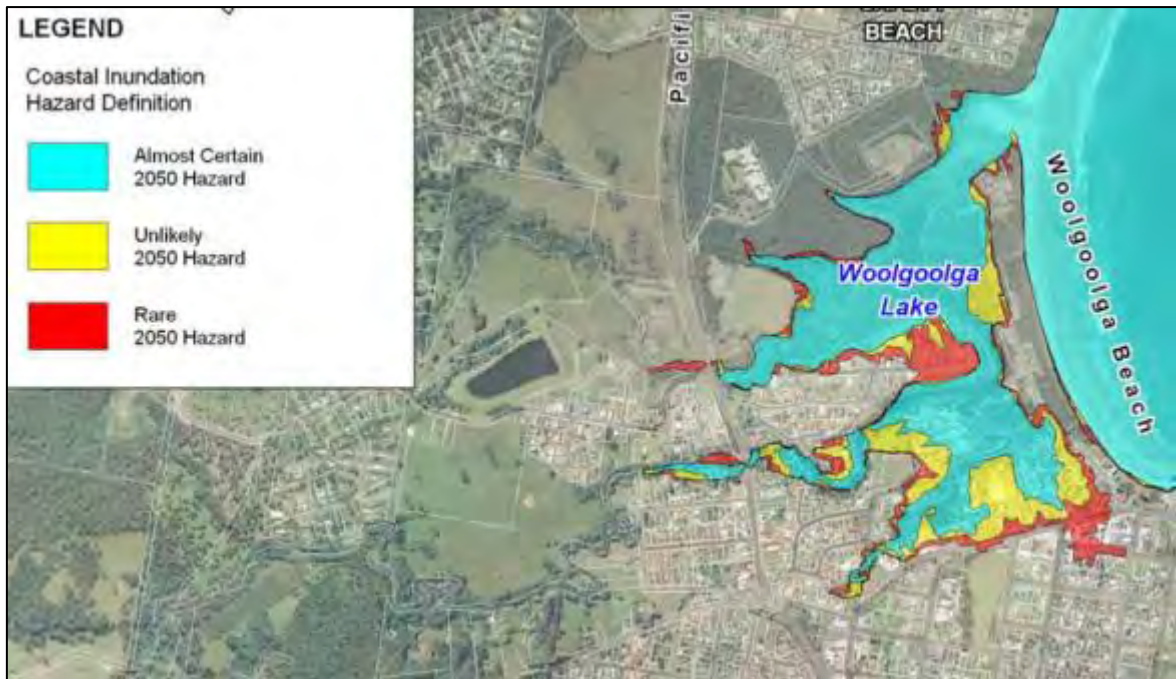 LEGEND
Coastal Inundation
Hazard Definition
Almost Certain
2050 Hazard
Unlikely
2050 Hazard
Rare
2050 Hazard
BEACH
Pacifi
Woolgoolga
Lake
Woolgoolga Beach